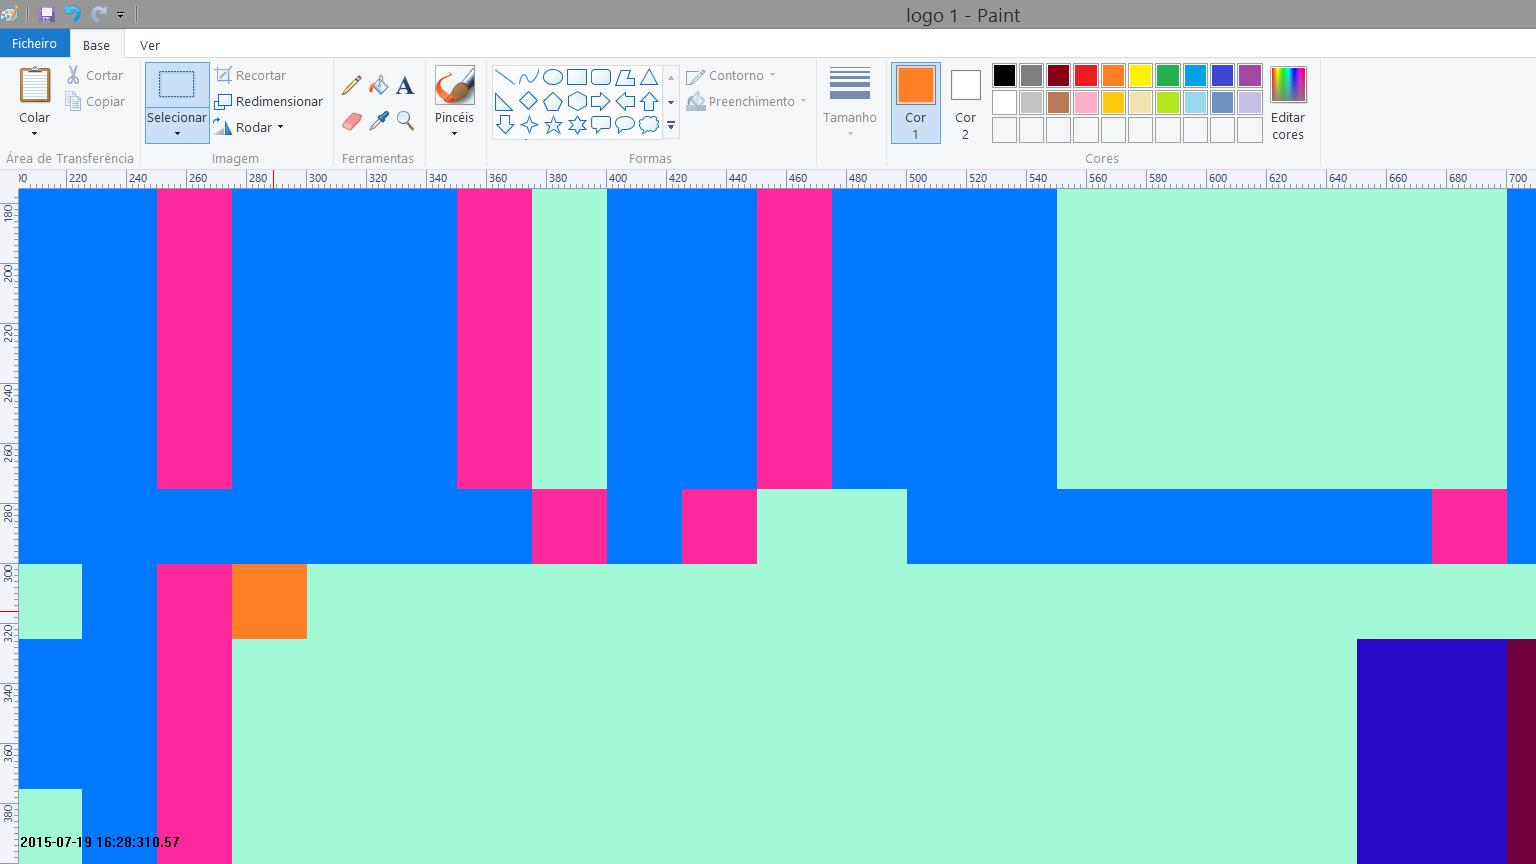 logo 1 - Paint
Ficheiro Base Ver
Colar
Cortar
Copiar
Área de Transferência
Selecionar
Recortar
Redimensionar
Rodar
Imagem
Ferramentas
Pincéis
Contorno
Preenchimento
Formas
Tamanho
Cor 1
Cor 2
Editar cores
Cores
00 220 240 260 280 300 320 340 360 380 400 420 440 460 480 500 520 540 560 580 600 620 640 660 680 700
180
200
220
240
260
280
300
320
340
360
380
2015-07-19 16:28:310.57